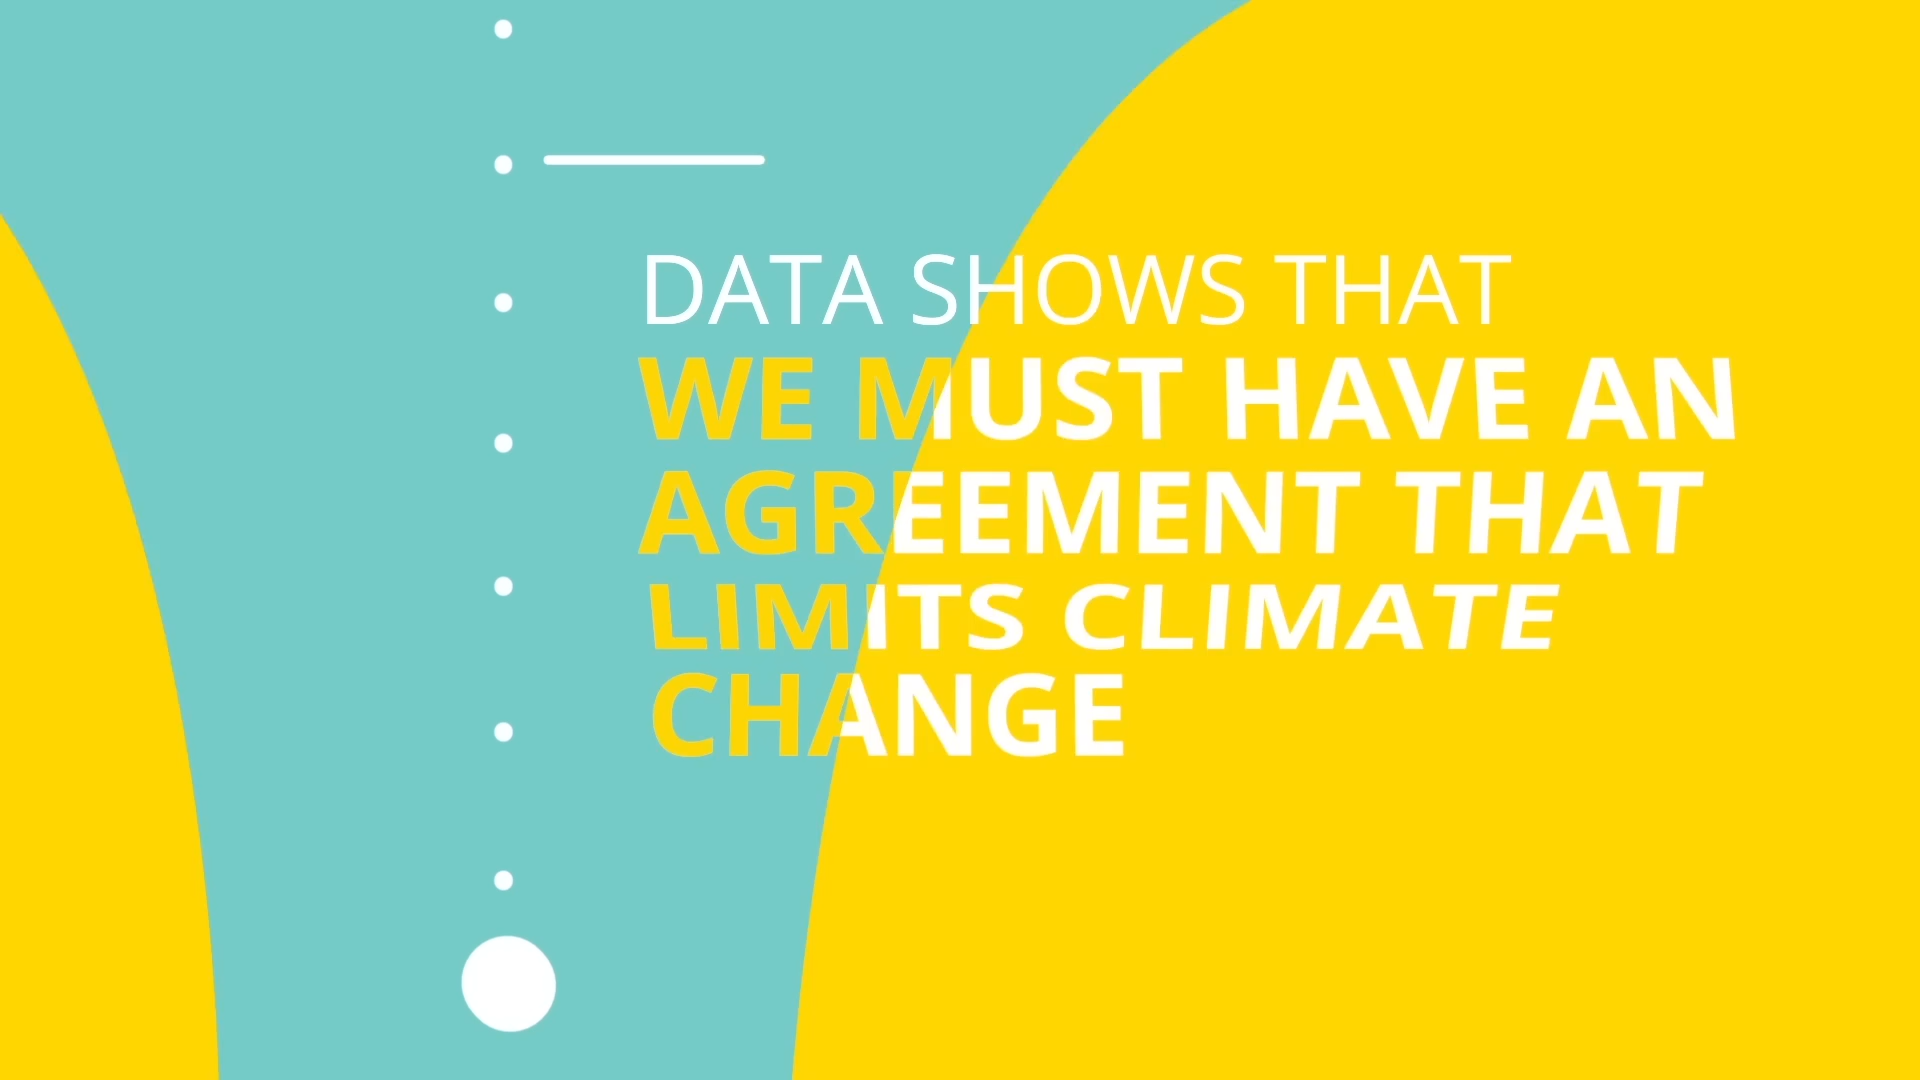 DATA SHOWS THAT
WE MUST HAVE AN
AGREEMENT THAT
LIMITS CLIMATE
CHANGE